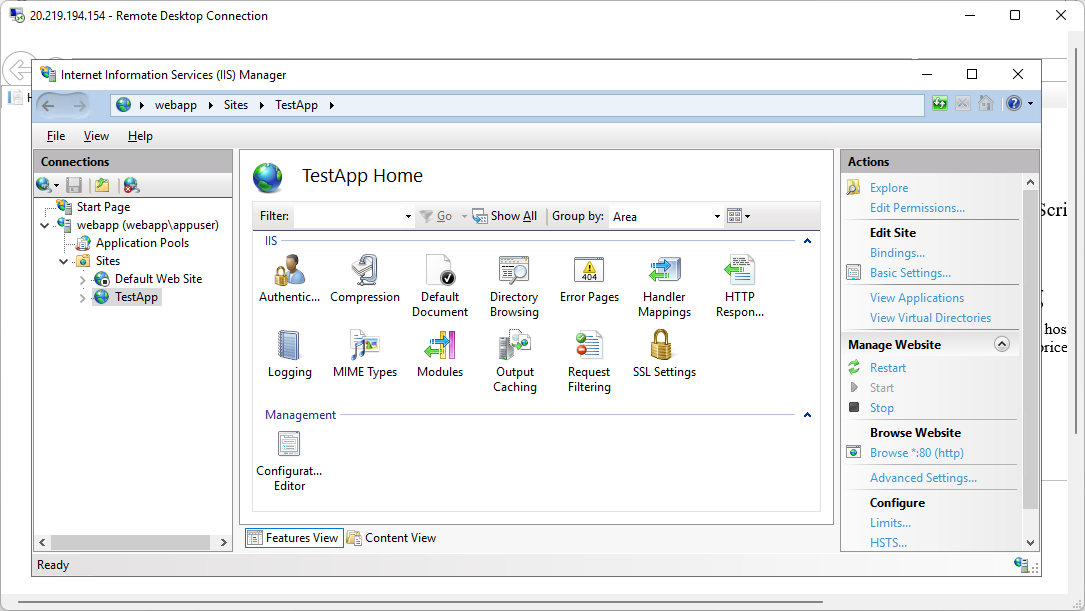 20.219.194.154 - Remote Desktop Connection
Internet Information Services (IIS) Manager
webapp Sites TestApp
File View Help
Connections
Start Page
webapp (webapp\appuser)
Application Pools
Sites
Default Web Site
TestApp
TestApp Home
Filter: Go Show All Group by: Area
IIS
Authentic... Compression Default Document Directory Browsing Error Pages Handler Mappings HTTP Respon...
404
Logging MIME Types Modules Output Caching Request Filtering SSL Settings
Management
Configurat... Editor
Features View Content View
Actions
Explore
Edit Permissions...
Edit Site
Bindings...
Basic Settings...
View Applications
View Virtual Directories
Manage Website
Restart
Start
Stop
Browse Website
Browse *:80 (http)
Advanced Settings...
Configure
Limits...
HSTS...
Ready